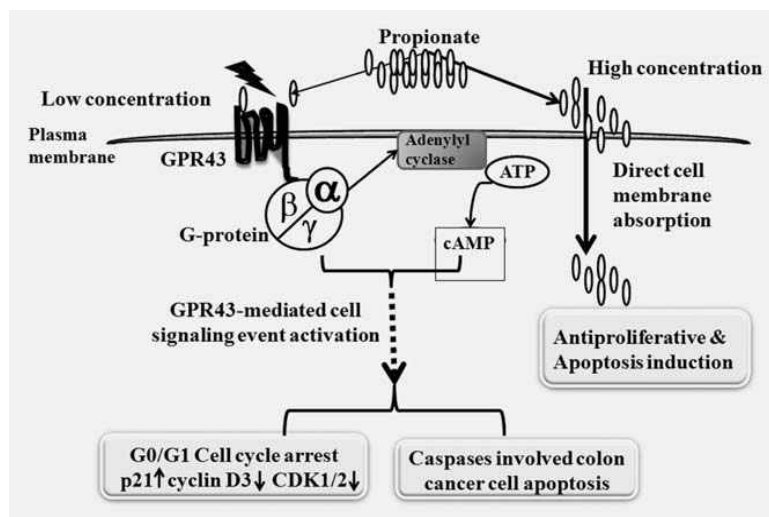 Propionate
High concentration
Low concentration
Plasma
membrane
GPR43
Adenylyl
cyclase
ATP
Direct cell
membrane
absorption
α
β
γ
G-protein
cAMP
GPR43-mediated cell
signaling event activation
Antiproliferative &
Apoptosis induction
G0/G1 Cell cycle arrest
p21↑cyclin D3↓ CDK1/2↓
Caspases involved colon
cancer cell apoptosis